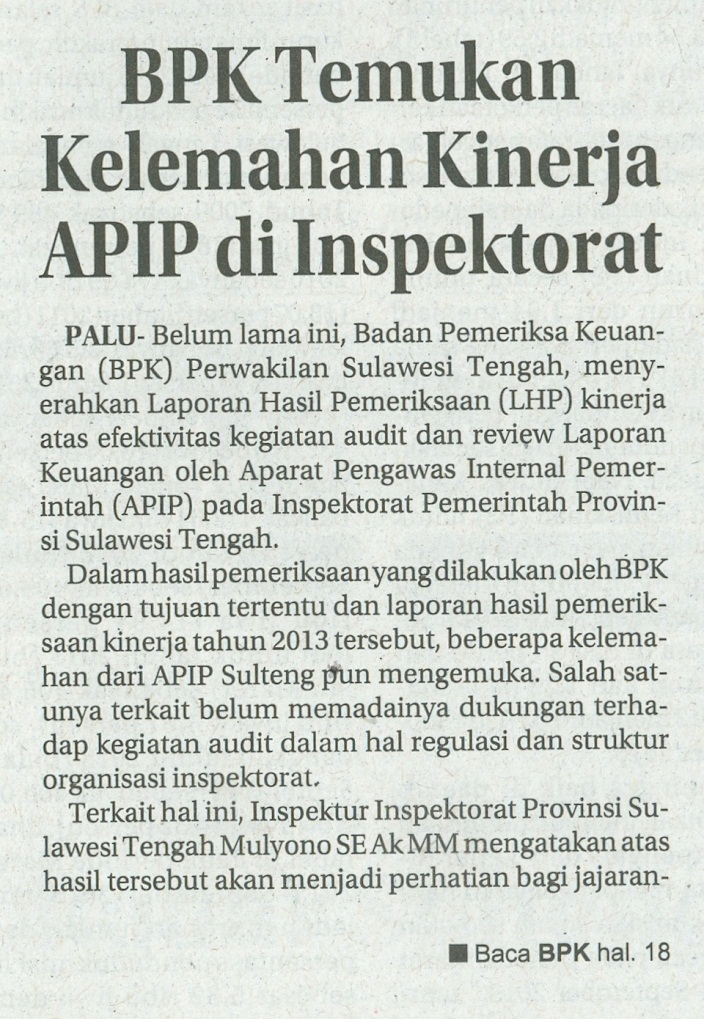 BPK Temukan
Kelemahan Kinerja
APIP di Inspektorat
PALU- Belum lama ini, Badan Pemeriksa Keuan-
gan (BPK) Perwakilan Sulawesi Tengah, meny-
erahkan Laporan Hasil Pemeriksaan (LHP) kinerja
atas efektivitas kegiatan audit dan review Laporan
Keuangan oleh Aparat Pengawas Internal Pemer-
intah (APIP) pada Inspektorat Pemerintah Provin-
si Sulawesi Tengah.
Dalam hasil pemeriksaan yang dilakukan oleh BPK
dengan tujuan tertentu dan laporan hasil pemerik-
saan kinerja tahun 2013 tersebut, beberapa kelema-
han dari APIP Sulteng pun mengemuka. Salah sat-
unya terkait belum memadainya dukungan terha-
dap kegiatan audit dalam hal regulasi dan struktur
organisasi inspektorat.
Terkait hal ini, Inspektur Inspektorat Provinsi Su-
lawesi Tengah Mulyono SE Ak MM mengatakan atas
hasil tersebut akan menjadi perhatian bagi jajaran-
■ Baca BPK hal. 18